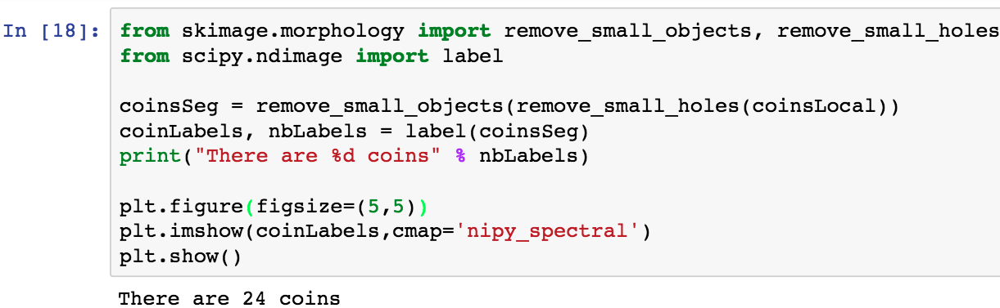 In [18]: from skimage.morphology import remove_small_objects, remove_small_holes
from scipy.ndimage import label
coinsSeg = remove_small_objects(remove_small_holes(coinsLocal))
coinLabels, nbLabels = label(coinsSeg)
print("There are %d coins" % nbLabels)
plt.figure(figsize=(5,5))
plt.imshow(coinLabels,cmap='nipy_spectral')
plt.show()
There are 24 coins